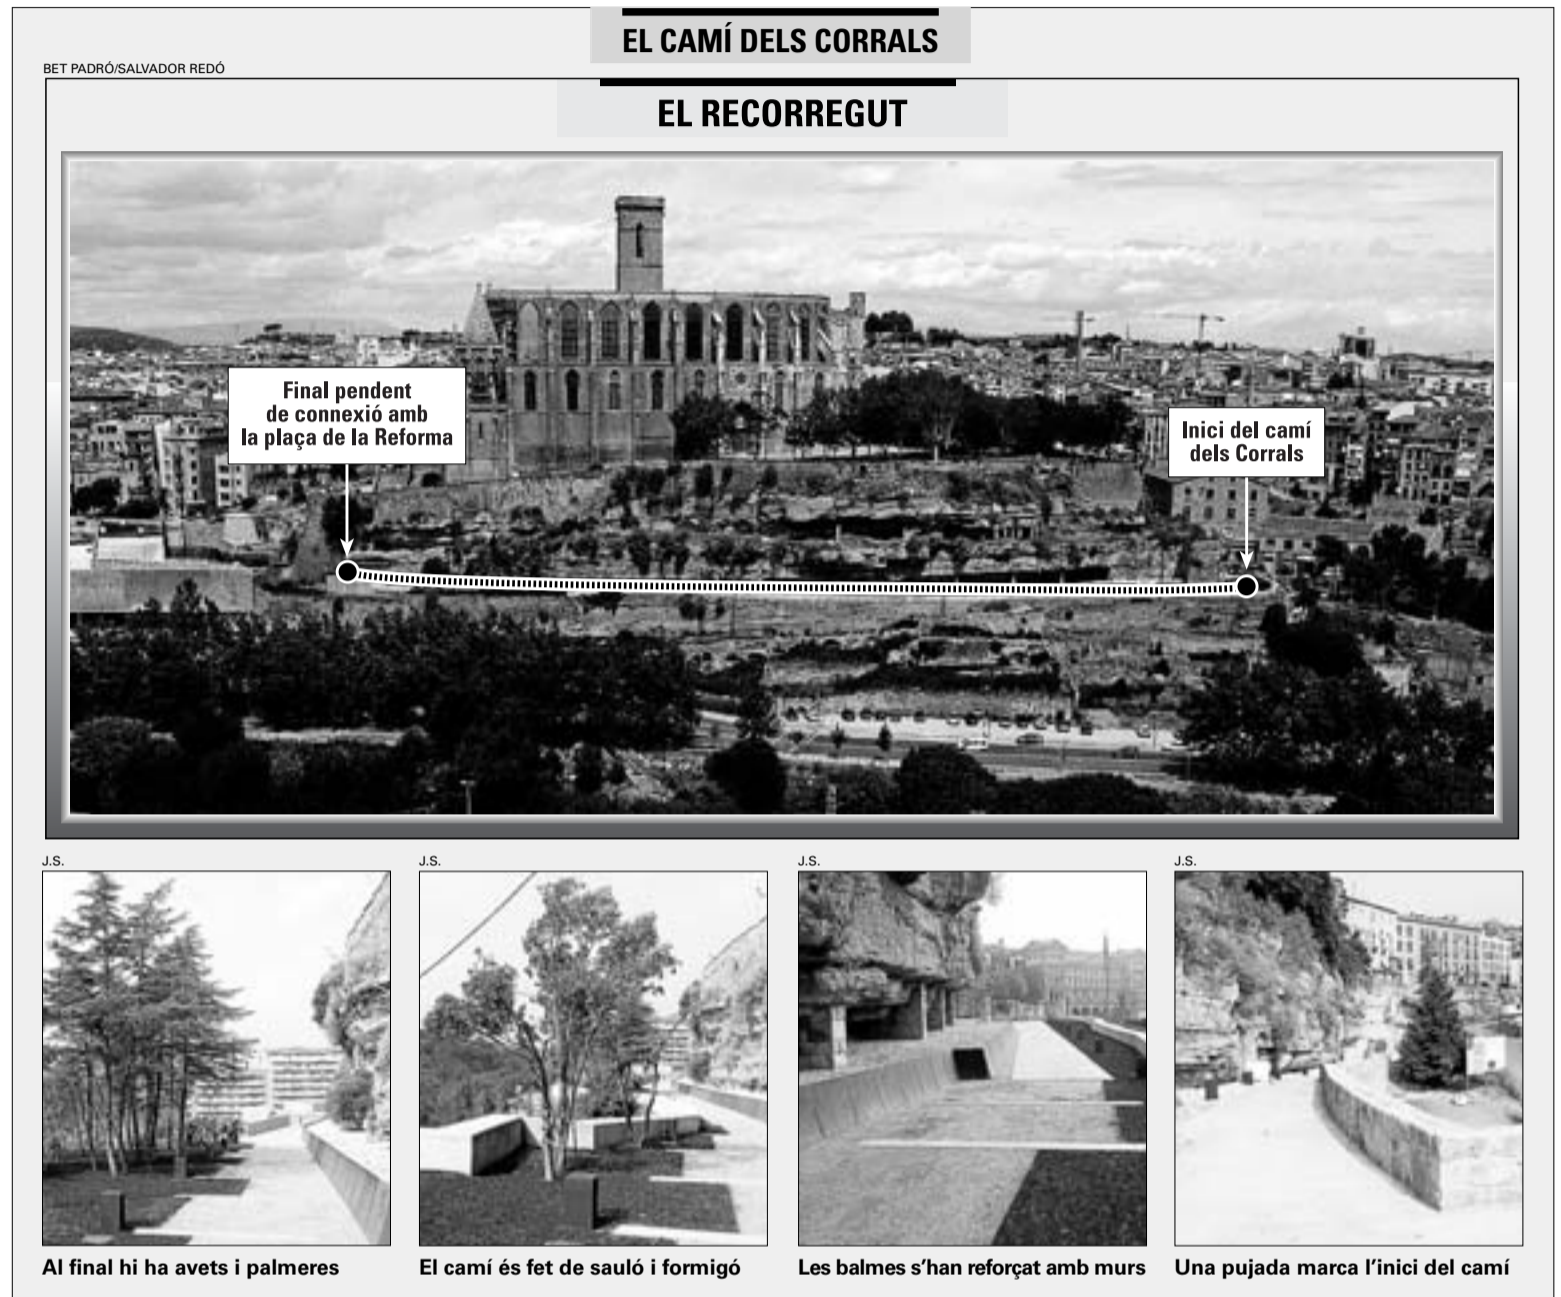 EL CAMÍ DELS CORRALS
BET PADRÓ/SALVADOR REDÓ
EL RECORREGUT
Final pendent
de connexió amb
la plaça de la Reforma
Inici del camí
dels Corrals
J.S.
J.S.
J.S.
J.S.
Al final hi ha avets i palmeres
El camí és fet de sauló i formigó
Les balmes s’han reforçat amb murs
Una pujada marca l’inici del camí